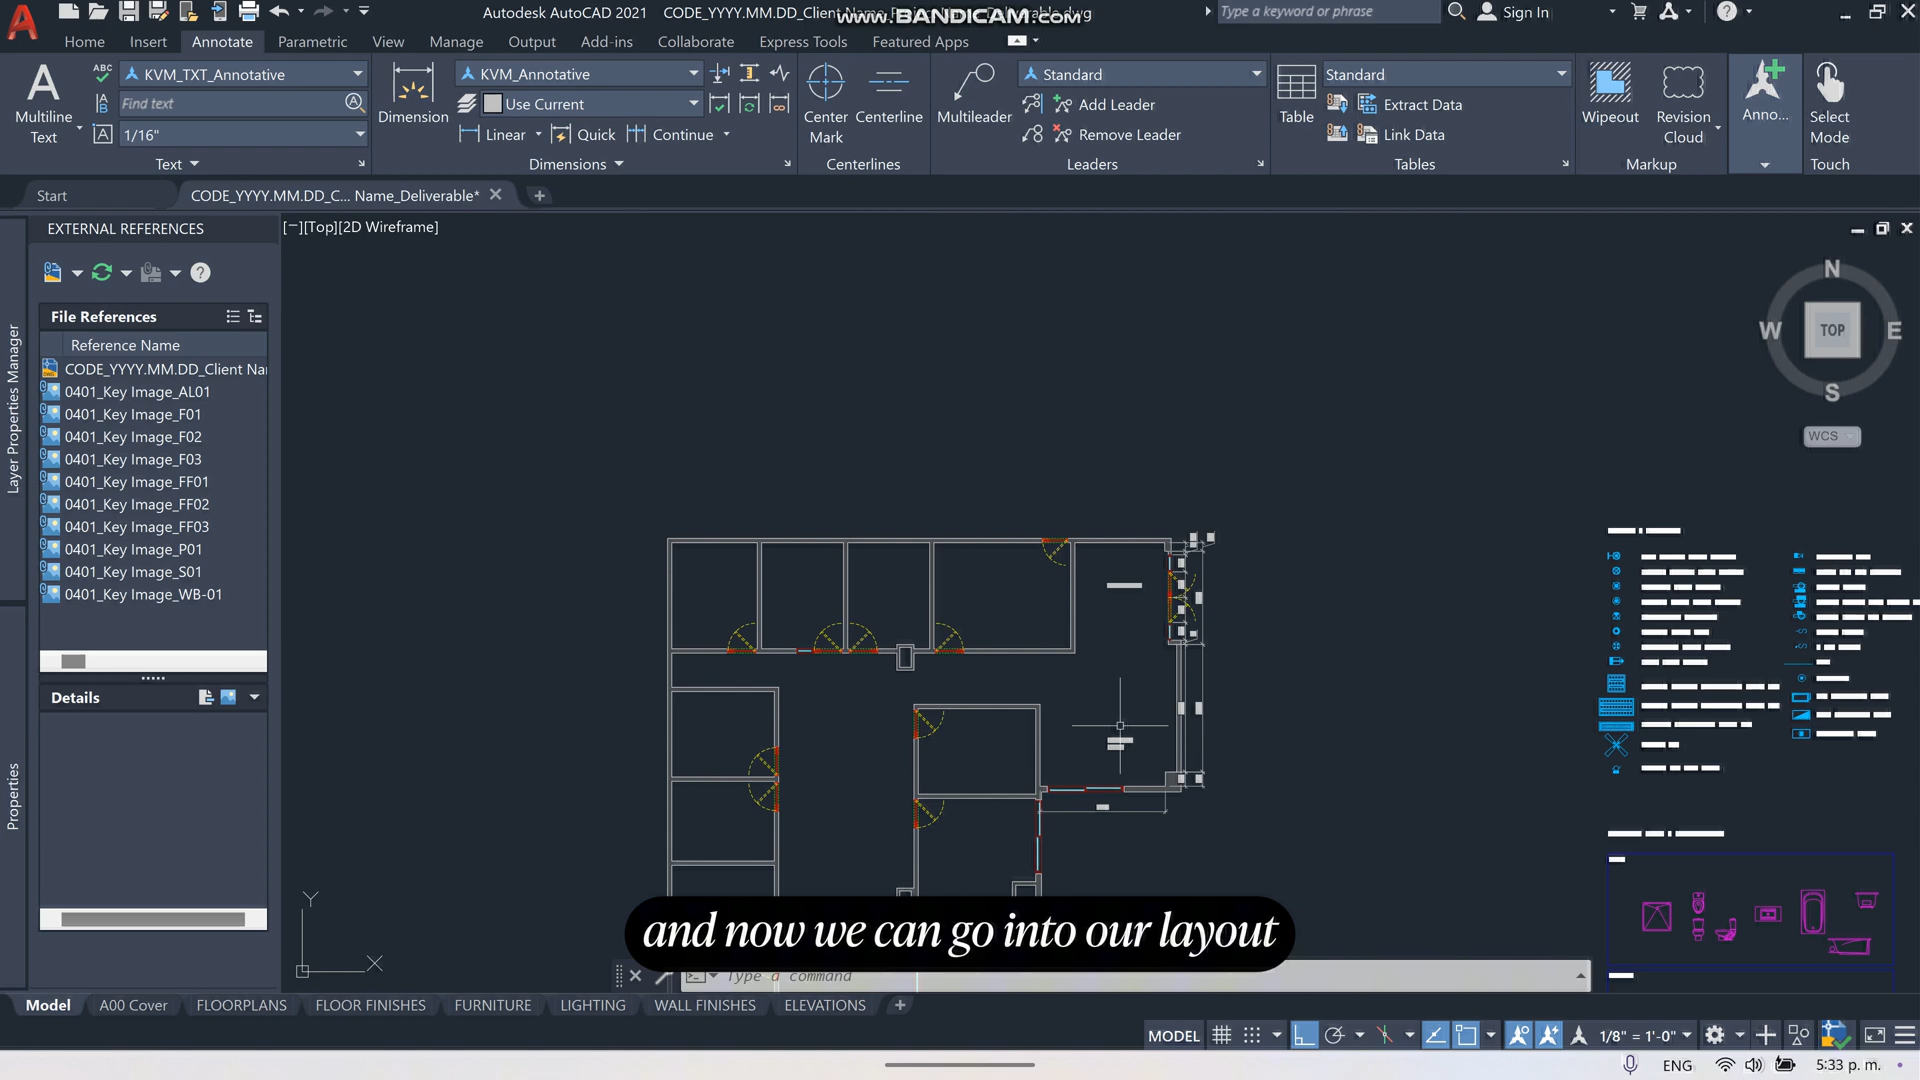 Autodesk AutoCAD 2021
CODE_YYYY.MM.DD_Client Name
www.BANDICAM.com
Type a keyword or phrase
Sign In
Home
Insert
Annotate
Parametric
View
Manage
Output
Add-ins
Collaborate
Express Tools
Featured Apps
Multiline
Text
ABC
KVM_TXT_Annotative
Find text
1/16"
Text
Dimension
KVM_Annotative
Use Current
Linear
Quick
Continue
Dimensions
Center
Mark
Centerline
Centerlines
Multileader
Standard
Add Leader
Remove Leader
Leaders
Table
Standard
Extract Data
Link Data
Tables
Wipeout
Revision
Cloud
Markup
Anno...
Select
Mode
Touch
Start
CODE_YYYY.MM.DD_C... Name_Deliverable*
Layer Properties Manager
Properties
EXTERNAL REFERENCES
File References
Reference Name
CODE_YYYY.MM.DD_Client Nar
0401_Key Image_AL01
0401_Key Image_F01
0401_Key Image_F02
0401_Key Image_F03
0401_Key Image_FF01
0401_Key Image_FF02
0401_Key Image_FF03
0401_Key Image_P01
0401_Key Image_S01
0401_Key Image_WB-01
Details
[−][Top][2D Wireframe]
N
W
TOP
E
S
WCS
Y
X
and now we can go into our layout
Type a command
Model
A00 Cover
FLOORPLANS
FLOOR FINISHES
FURNITURE
LIGHTING
WALL FINISHES
ELEVATIONS
MODEL
1/8" = 1'-0"
ENG
5:33 p. m.